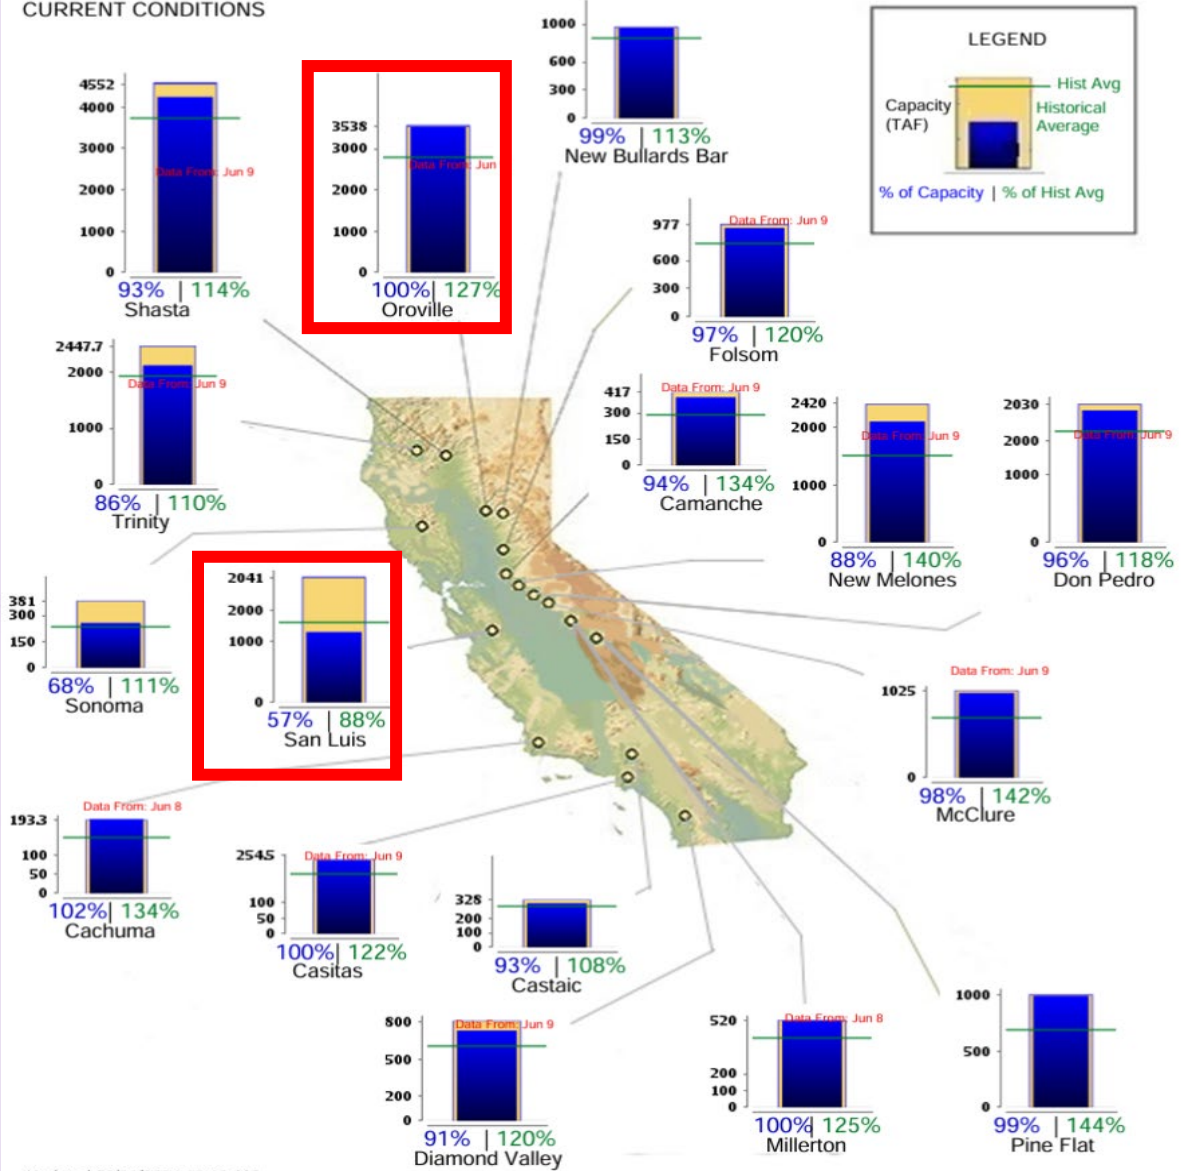 CURRENT CONDITIONS
LEGEND
Hist Avg
Capacity
(TAF)
Historical
Average
% of Capacity | % of Hist Avg
1000
600
300
0
99% | 113%
New Bullards Bar
4552
4000
3000
2000
1000
0
Data From: Jun 9
93% | 114%
Shasta
3538
3000
2000
1000
0
Data From: Jun
100% | 127%
Oroville
977
600
300
0
Data From: Jun 9
97% | 120%
Folsom
2447.7
2000
1000
0
Data From: Jun 9
86% | 110%
Trinity
417
300
150
0
Data From: Jun 9
94% | 134%
Camanche
2420
2000
1000
0
Data From: Jun 9
88% | 140%
New Melones
2030
2000
1000
0
Data From: Jun 9
96% | 118%
Don Pedro
381
300
150
0
68% | 111%
Sonoma
2041
2000
1000
0
57% | 88%
San Luis
Data From: Jun 9
1025
0
98% | 142%
McClure
Data From: Jun 8
193.3
100
50
0
102% | 134%
Cachuma
254.5
100
50
0
Data From: Jun 9
100% | 122%
Casitas
328
200
100
0
93% | 108%
Castaic
800
500
200
0
Data From: Jun 9
91% | 120%
Diamond Valley
520
200
100
0
Data From: Jun 8
100% | 125%
Millerton
1000
500
0
99% | 144%
Pine Flat